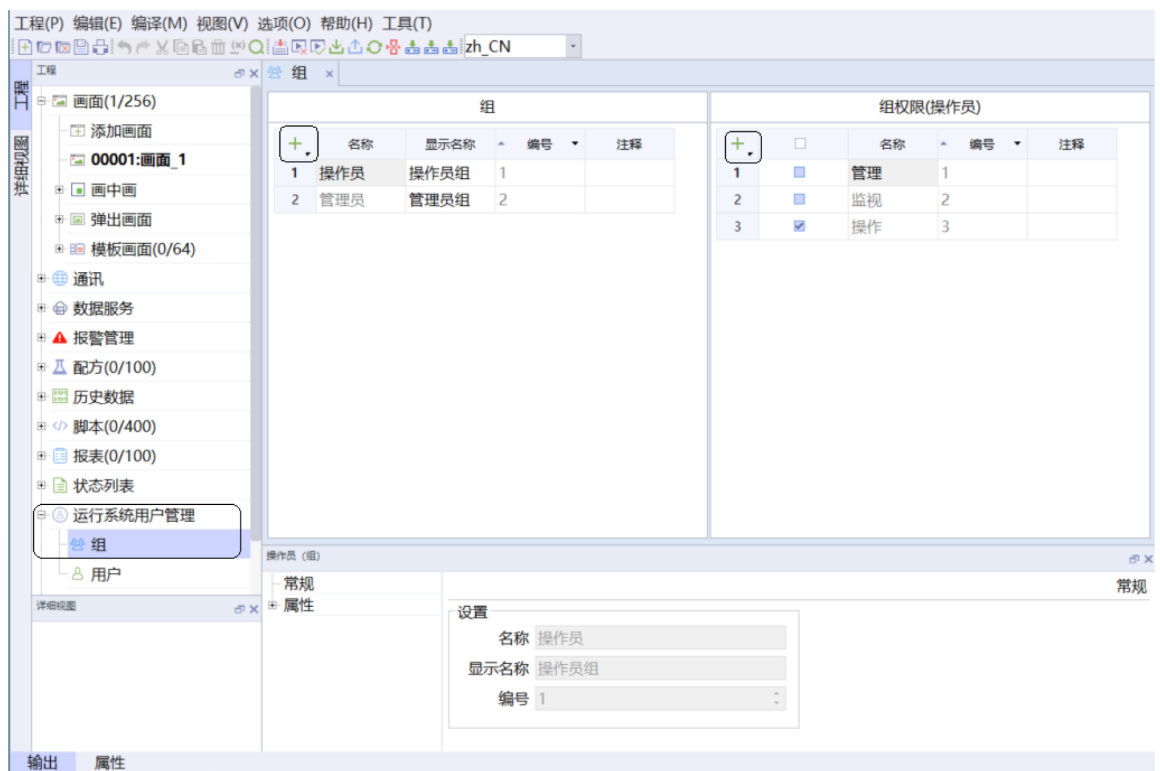 工程(P) 编辑(E) 编译(M) 视图(V) 选项(O) 帮助(H) 工具(T)
zh_CN
工程
详细视图
工程
画面(1/256)
添加画面
00001:画面_1
画中画
弹出画面
模板画面(0/64)
通讯
数据服务
报警管理
配方(0/100)
历史数据
脚本(0/400)
报表(0/100)
状态列表
运行系统用户管理
组
用户
详细视图
组
组
名称 显示名称 编号 注释
1 操作员 操作员组 1
2 管理员 管理员组 2
组权限(操作员)
名称 编号 注释
1 管理 1
2 监视 2
3 操作 3
操作员 (组)
常规
属性
常规
设置
名称 操作员
显示名称 操作员组
编号 1
输出 属性